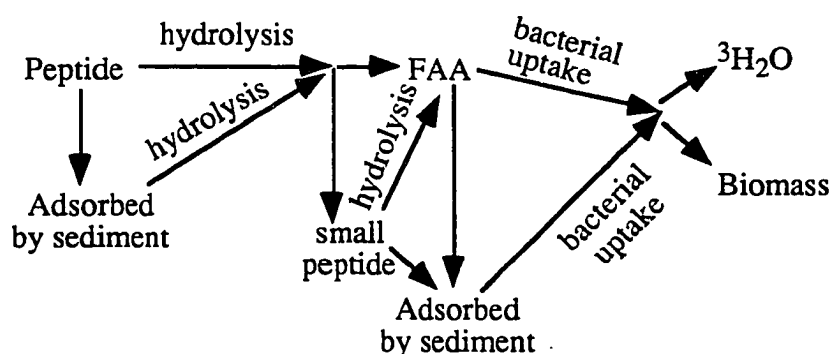 hydrolysis
Peptide
FAA
bacterial
uptake
³H₂O
hydrolysis
hydrolysis
Adsorbed
by sediment
small
peptide
bacterial
uptake
Biomass
Adsorbed
by sediment